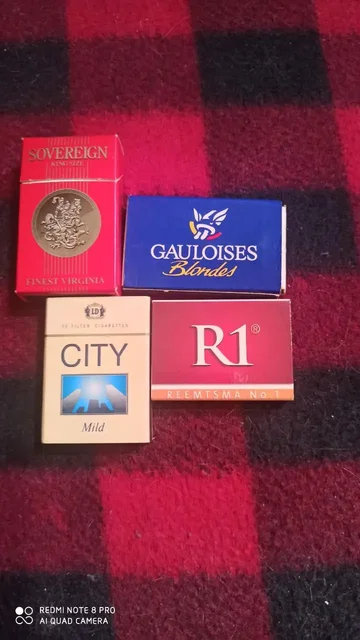 SOVEREIGN
KING SIZE
FINEST VIRGINIA
GAULOISES
Blondes
LD
20 FILTER CIGARETTES
CITY
Mild
R1®
REEMTSMA No.1
REDMI NOTE 8 PRO
AI QUAD CAMERA